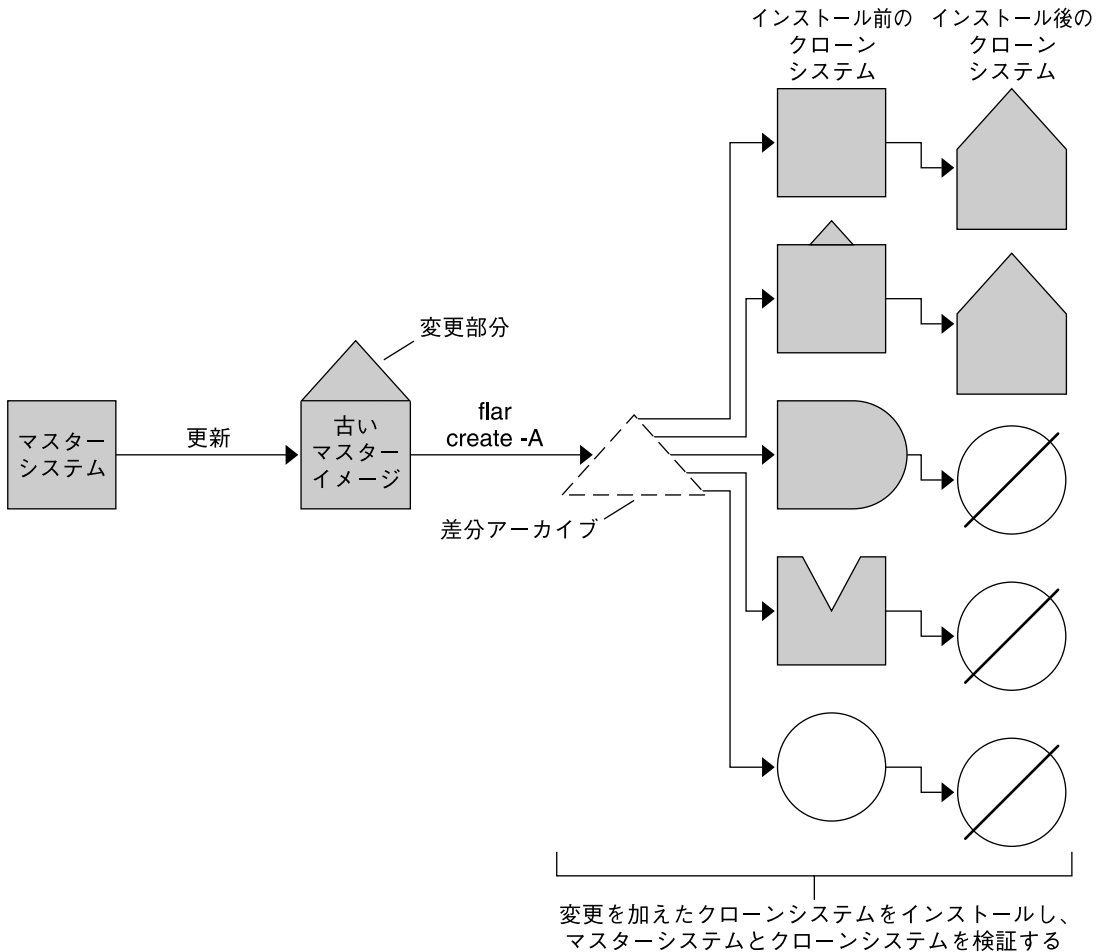 インストール前の
クローン
システム
インストール後の
クローン
システム
変更部分
マスター
システム
更新
古い
マスター
イメージ
flar
create -A
差分アーカイブ
変更を加えたクローンシステムをインストールし、
マスターシステムとクローンシステムを検証する